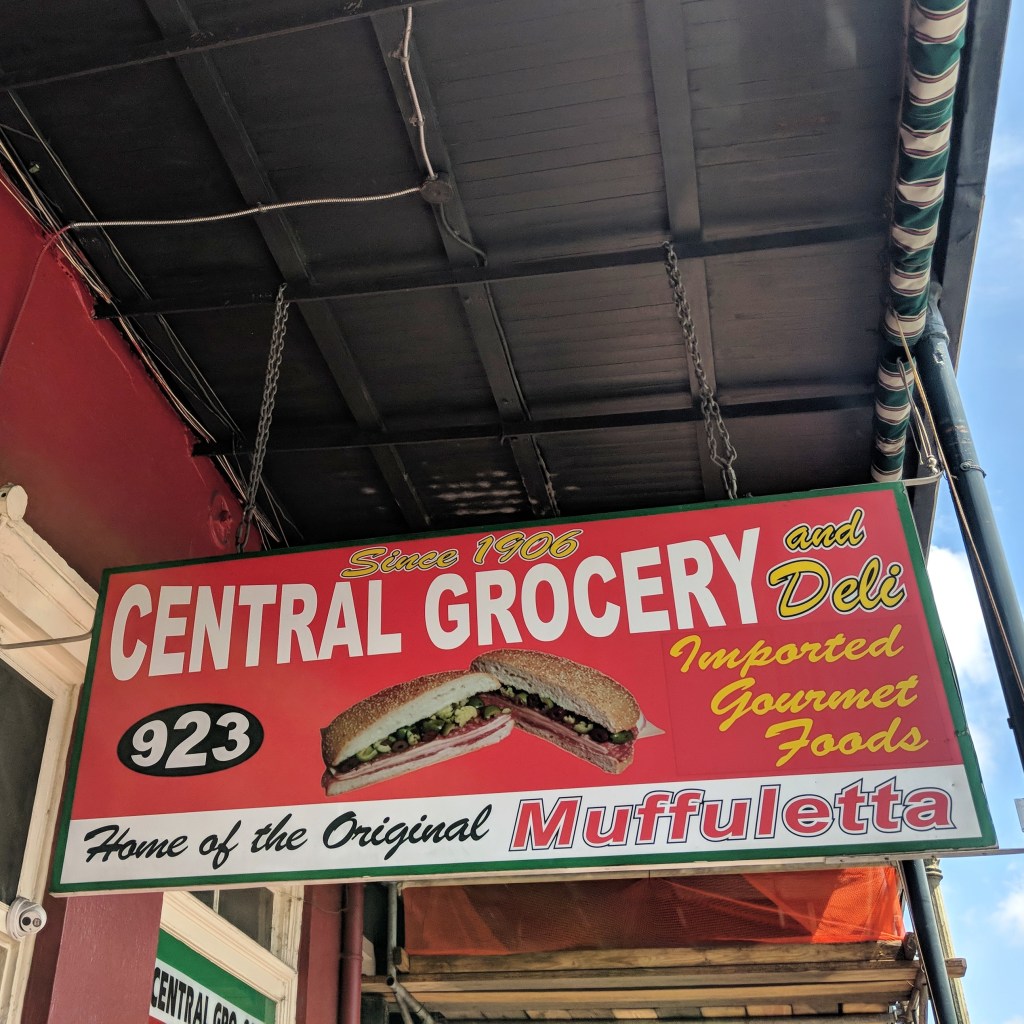 Since 1906
CENTRAL GROCERY
and
Deli
Imported
Gourmet
Foods
923
Home of the Original Muffuletta
CENTRAL GRO